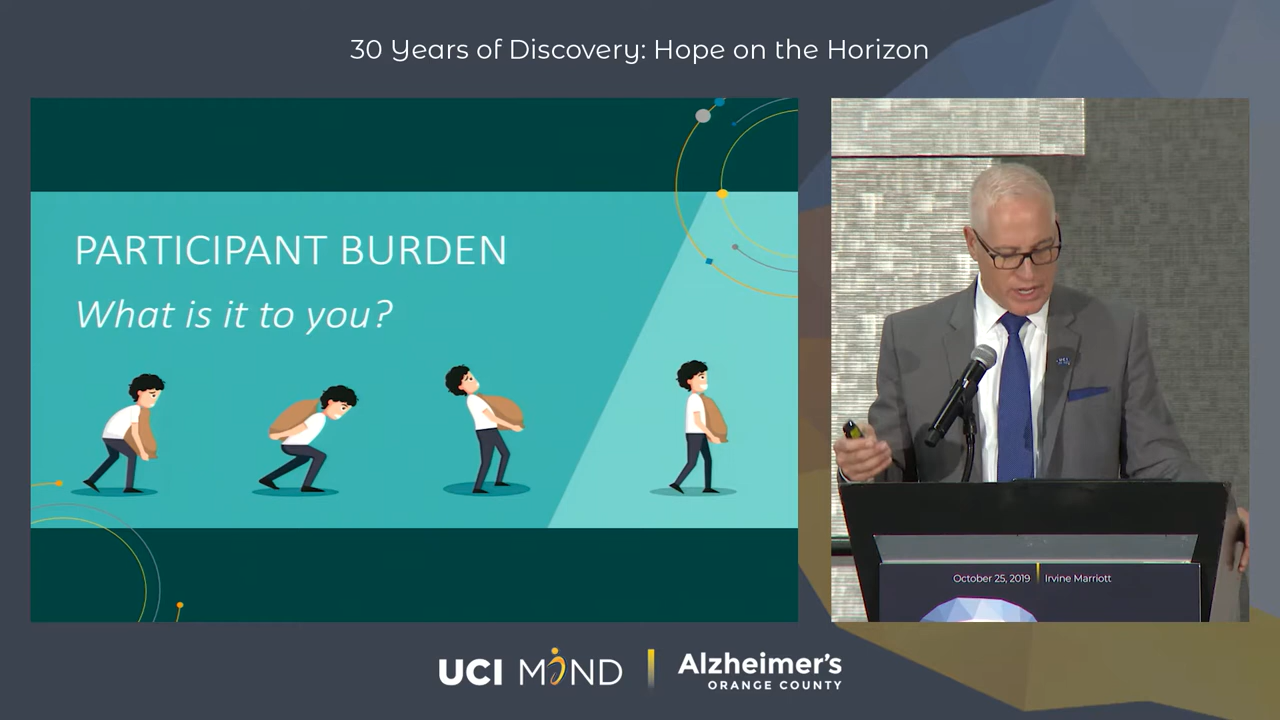 30 Years of Discovery: Hope on the Horizon
PARTICIPANT BURDEN
What is it to you?
October 25, 2019 Irvine Marriott
UCI MIND
Alzheimer's
ORANGE COUNTY